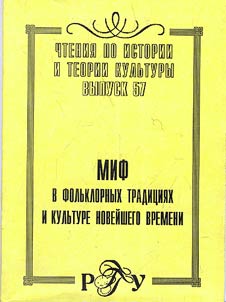 ЧТЕНИЯ ПО ИСТОРИИ
И ТЕОРИИ КУЛЬТУРЫ
ВЫПУСК 57
МИФ
В ФОЛЬКЛОРНЫХ ТРАДИЦИЯХ
И КУЛЬТУРЕ НОВЕЙШЕГО ВРЕМЕНИ
РГГУ